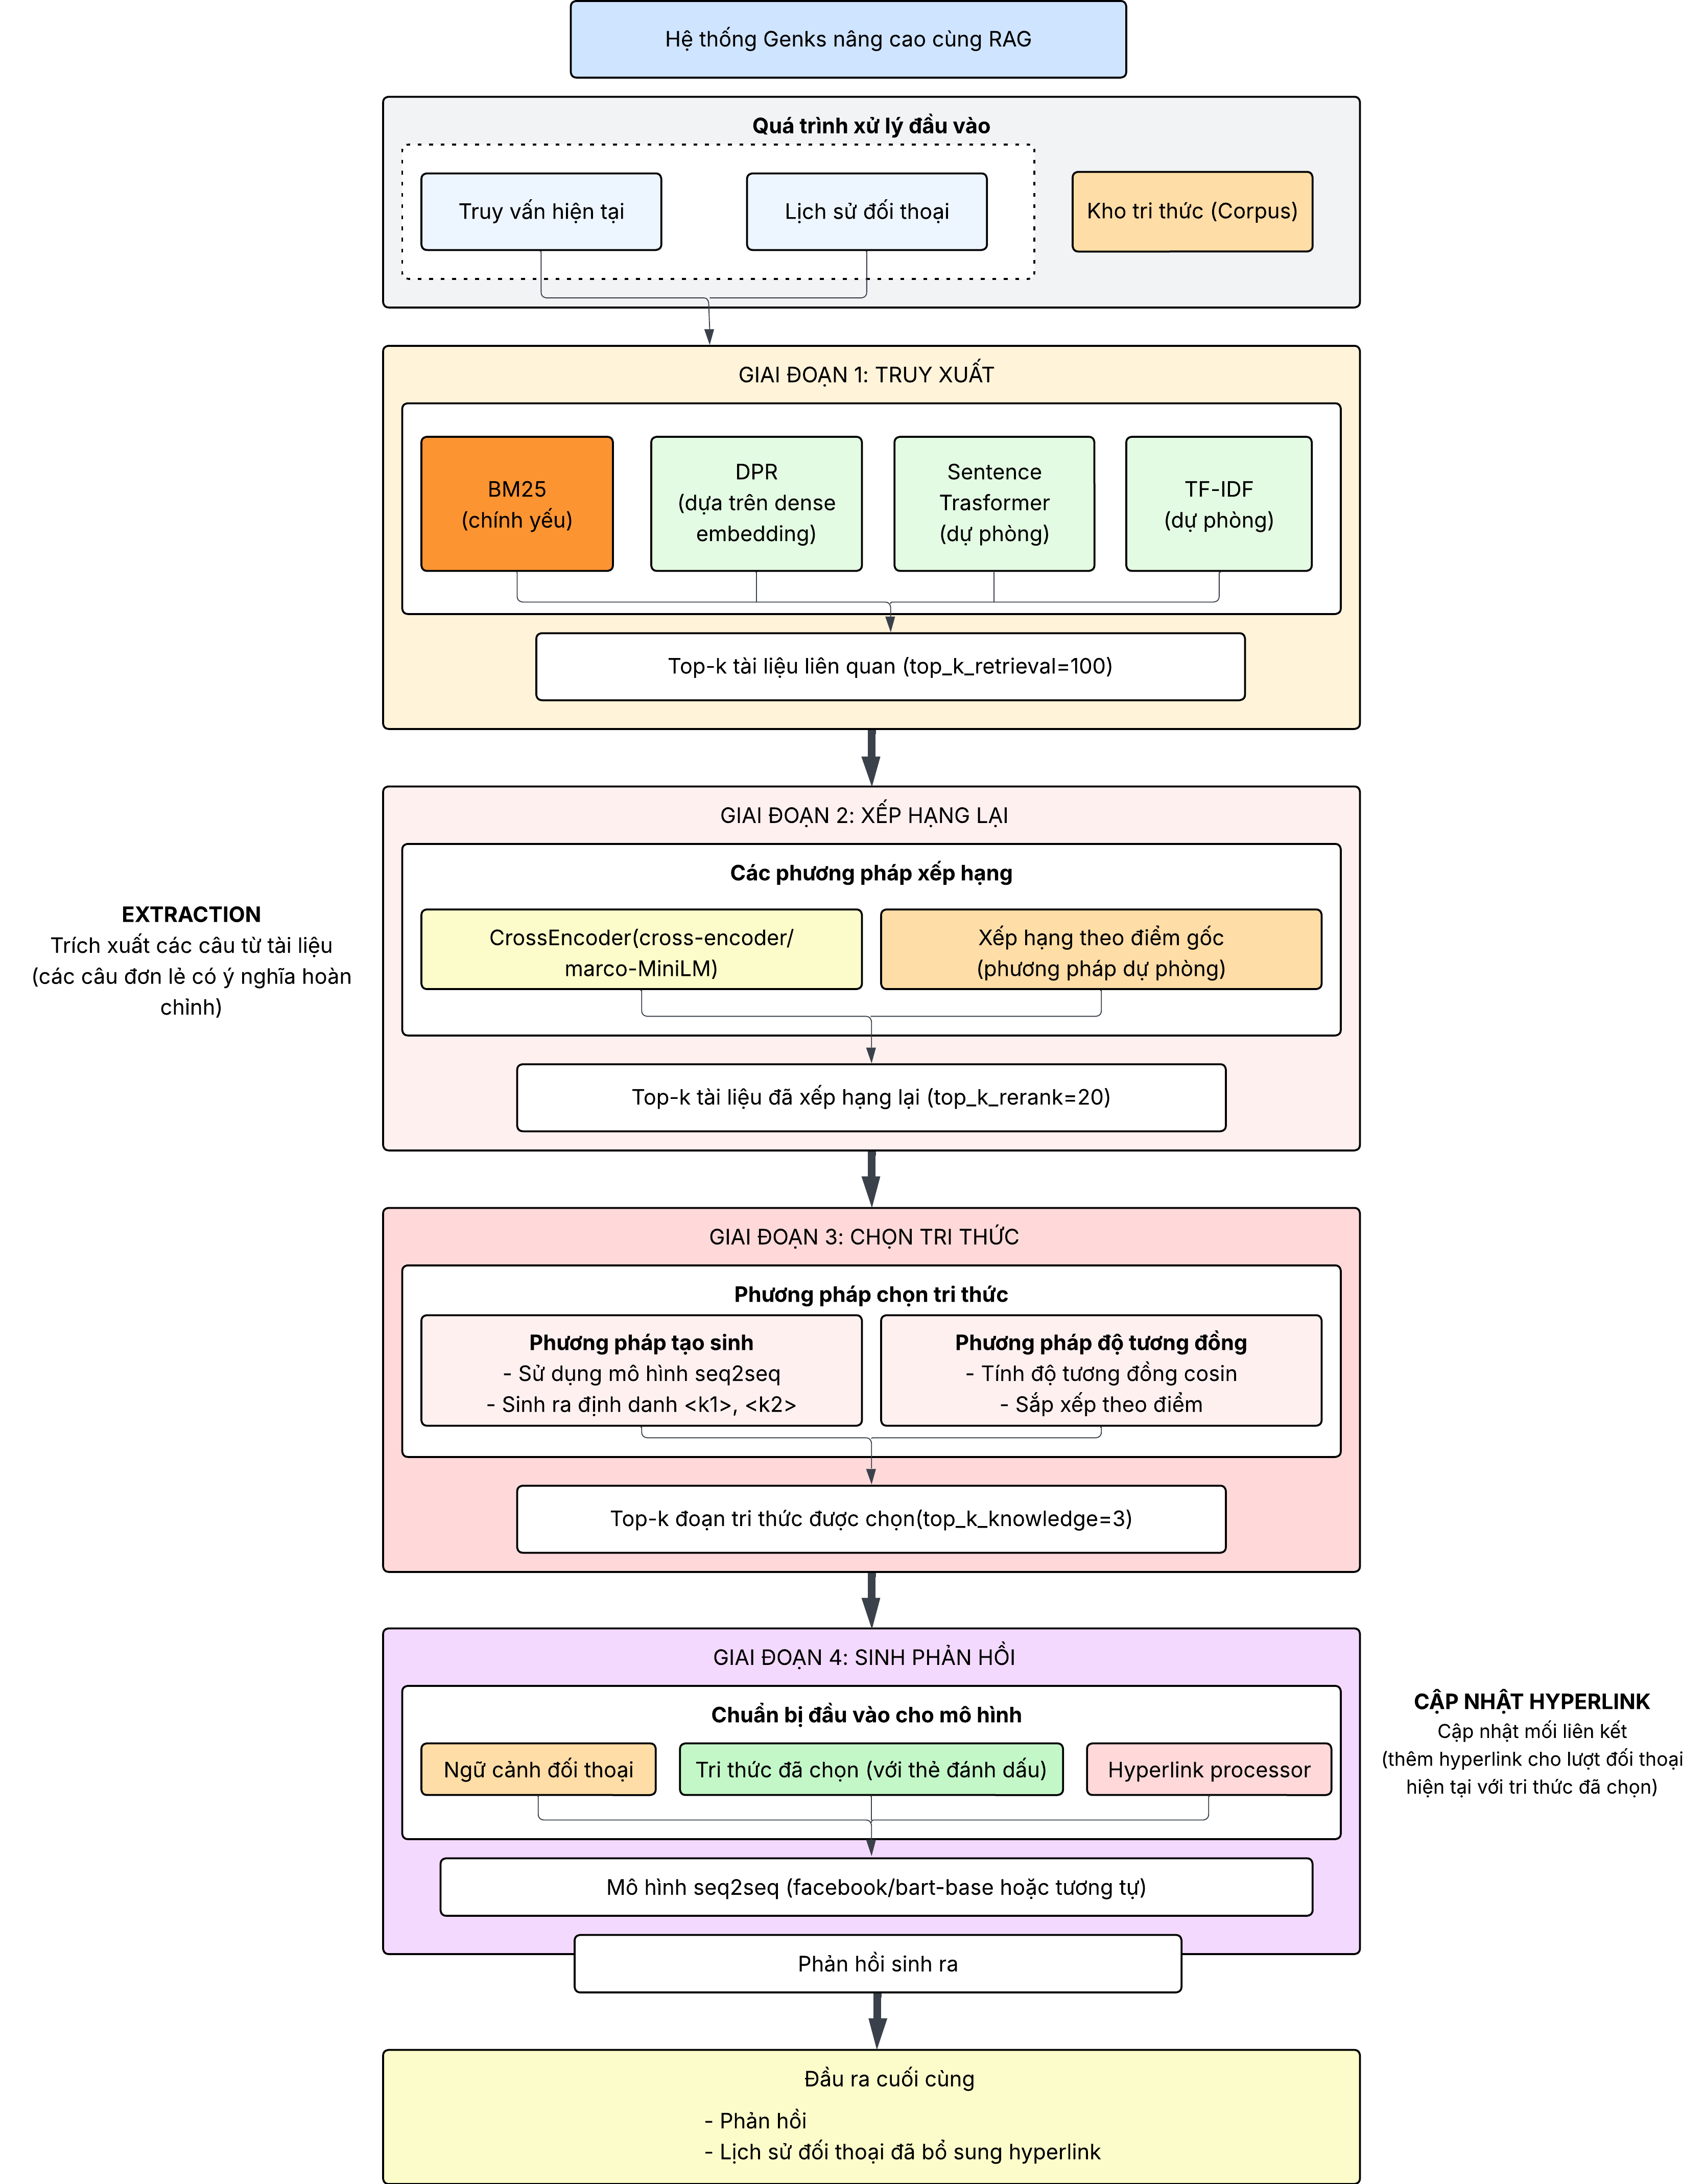 Hệ thống Genks nâng cao cùng RAG
Quá trình xử lý đầu vào
Truy vấn hiện tại
Lịch sử đối thoại
Kho tri thức (Corpus)
GIAI ĐOẠN 1: TRUY XUẤT
BM25
(chính yếu)
DPR
(dựa trên dense
embedding)
Sentence
Trasformer
(dự phòng)
TF-IDF
(dự phòng)
Top-k tài liệu liên quan (top_k_retrieval=100)
GIAI ĐOẠN 2: XẾP HẠNG LẠI
Các phương pháp xếp hạng
CrossEncoder(cross-encoder/
marco-MiniLM)
Xếp hạng theo điểm gốc
(phương pháp dự phòng)
Top-k tài liệu đã xếp hạng lại (top_k_rerank=20)
EXTRACTION
Trích xuất các câu từ tài liệu
(các câu đơn lẻ có ý nghĩa hoàn
chỉnh)
GIAI ĐOẠN 3: CHỌN TRI THỨC
Phương pháp chọn tri thức
Phương pháp tạo sinh
- Sử dụng mô hình seq2seq
- Sinh ra định danh <k1>, <k2>
Phương pháp độ tương đồng
- Tính độ tương đồng cosin
- Sắp xếp theo điểm
Top-k đoạn tri thức được chọn(top_k_knowledge=3)
GIAI ĐOẠN 4: SINH PHẢN HỒI
Chuẩn bị đầu vào cho mô hình
Ngữ cảnh đối thoại
Tri thức đã chọn (với thẻ đánh dấu)
Hyperlink processor
CẬP NHẬT HYPERLINK
Cập nhật mối liên kết
(thêm hyperlink cho lượt đối thoại
hiện tại với tri thức đã chọn)
Mô hình seq2seq (facebook/bart-base hoặc tương tự)
Phản hồi sinh ra
Đầu ra cuối cùng
- Phản hồi
- Lịch sử đối thoại đã bổ sung hyperlink